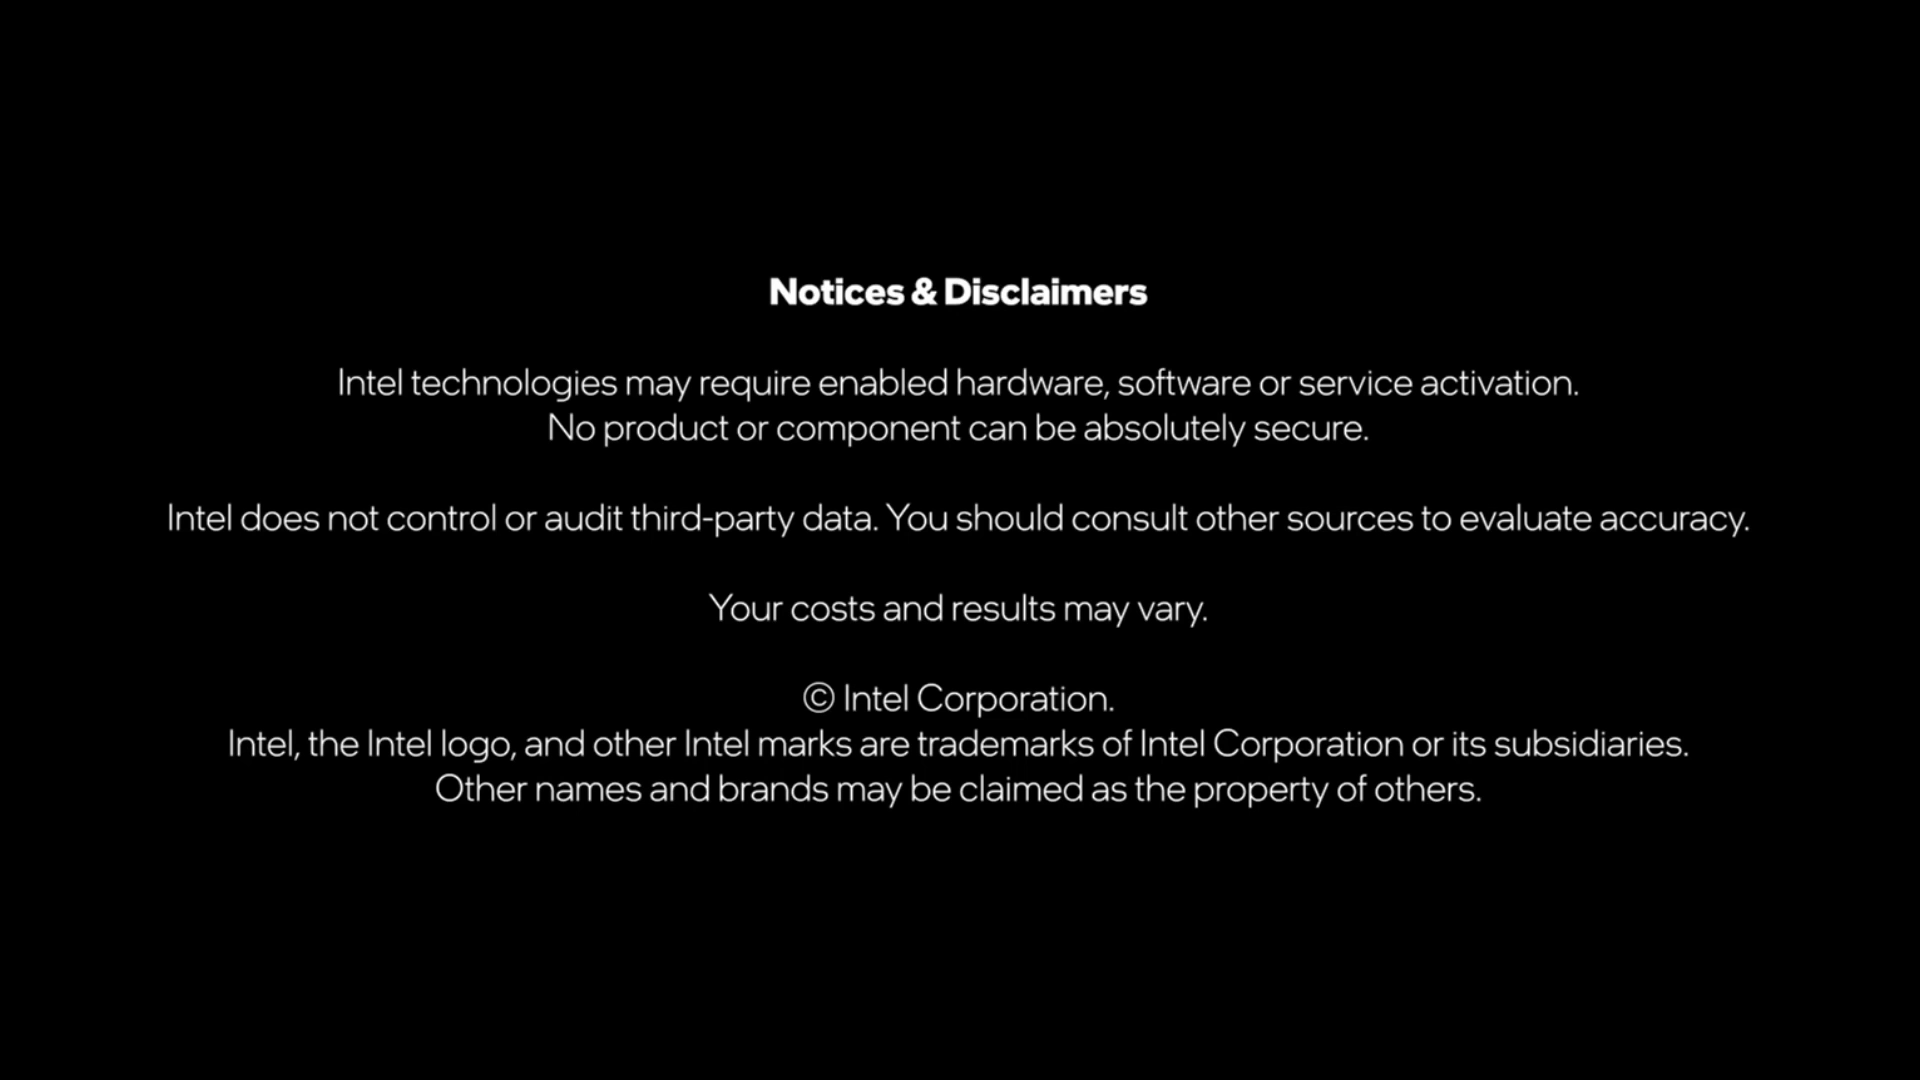 Notices & Disclaimers
Intel technologies may require enabled hardware, software or service activation.
No product or component can be absolutely secure.
Intel does not control or audit third-party data. You should consult other sources to evaluate accuracy.
Your costs and results may vary.
© Intel Corporation.
Intel, the Intel logo, and other Intel marks are trademarks of Intel Corporation or its subsidiaries.
Other names and brands may be claimed as the property of others.